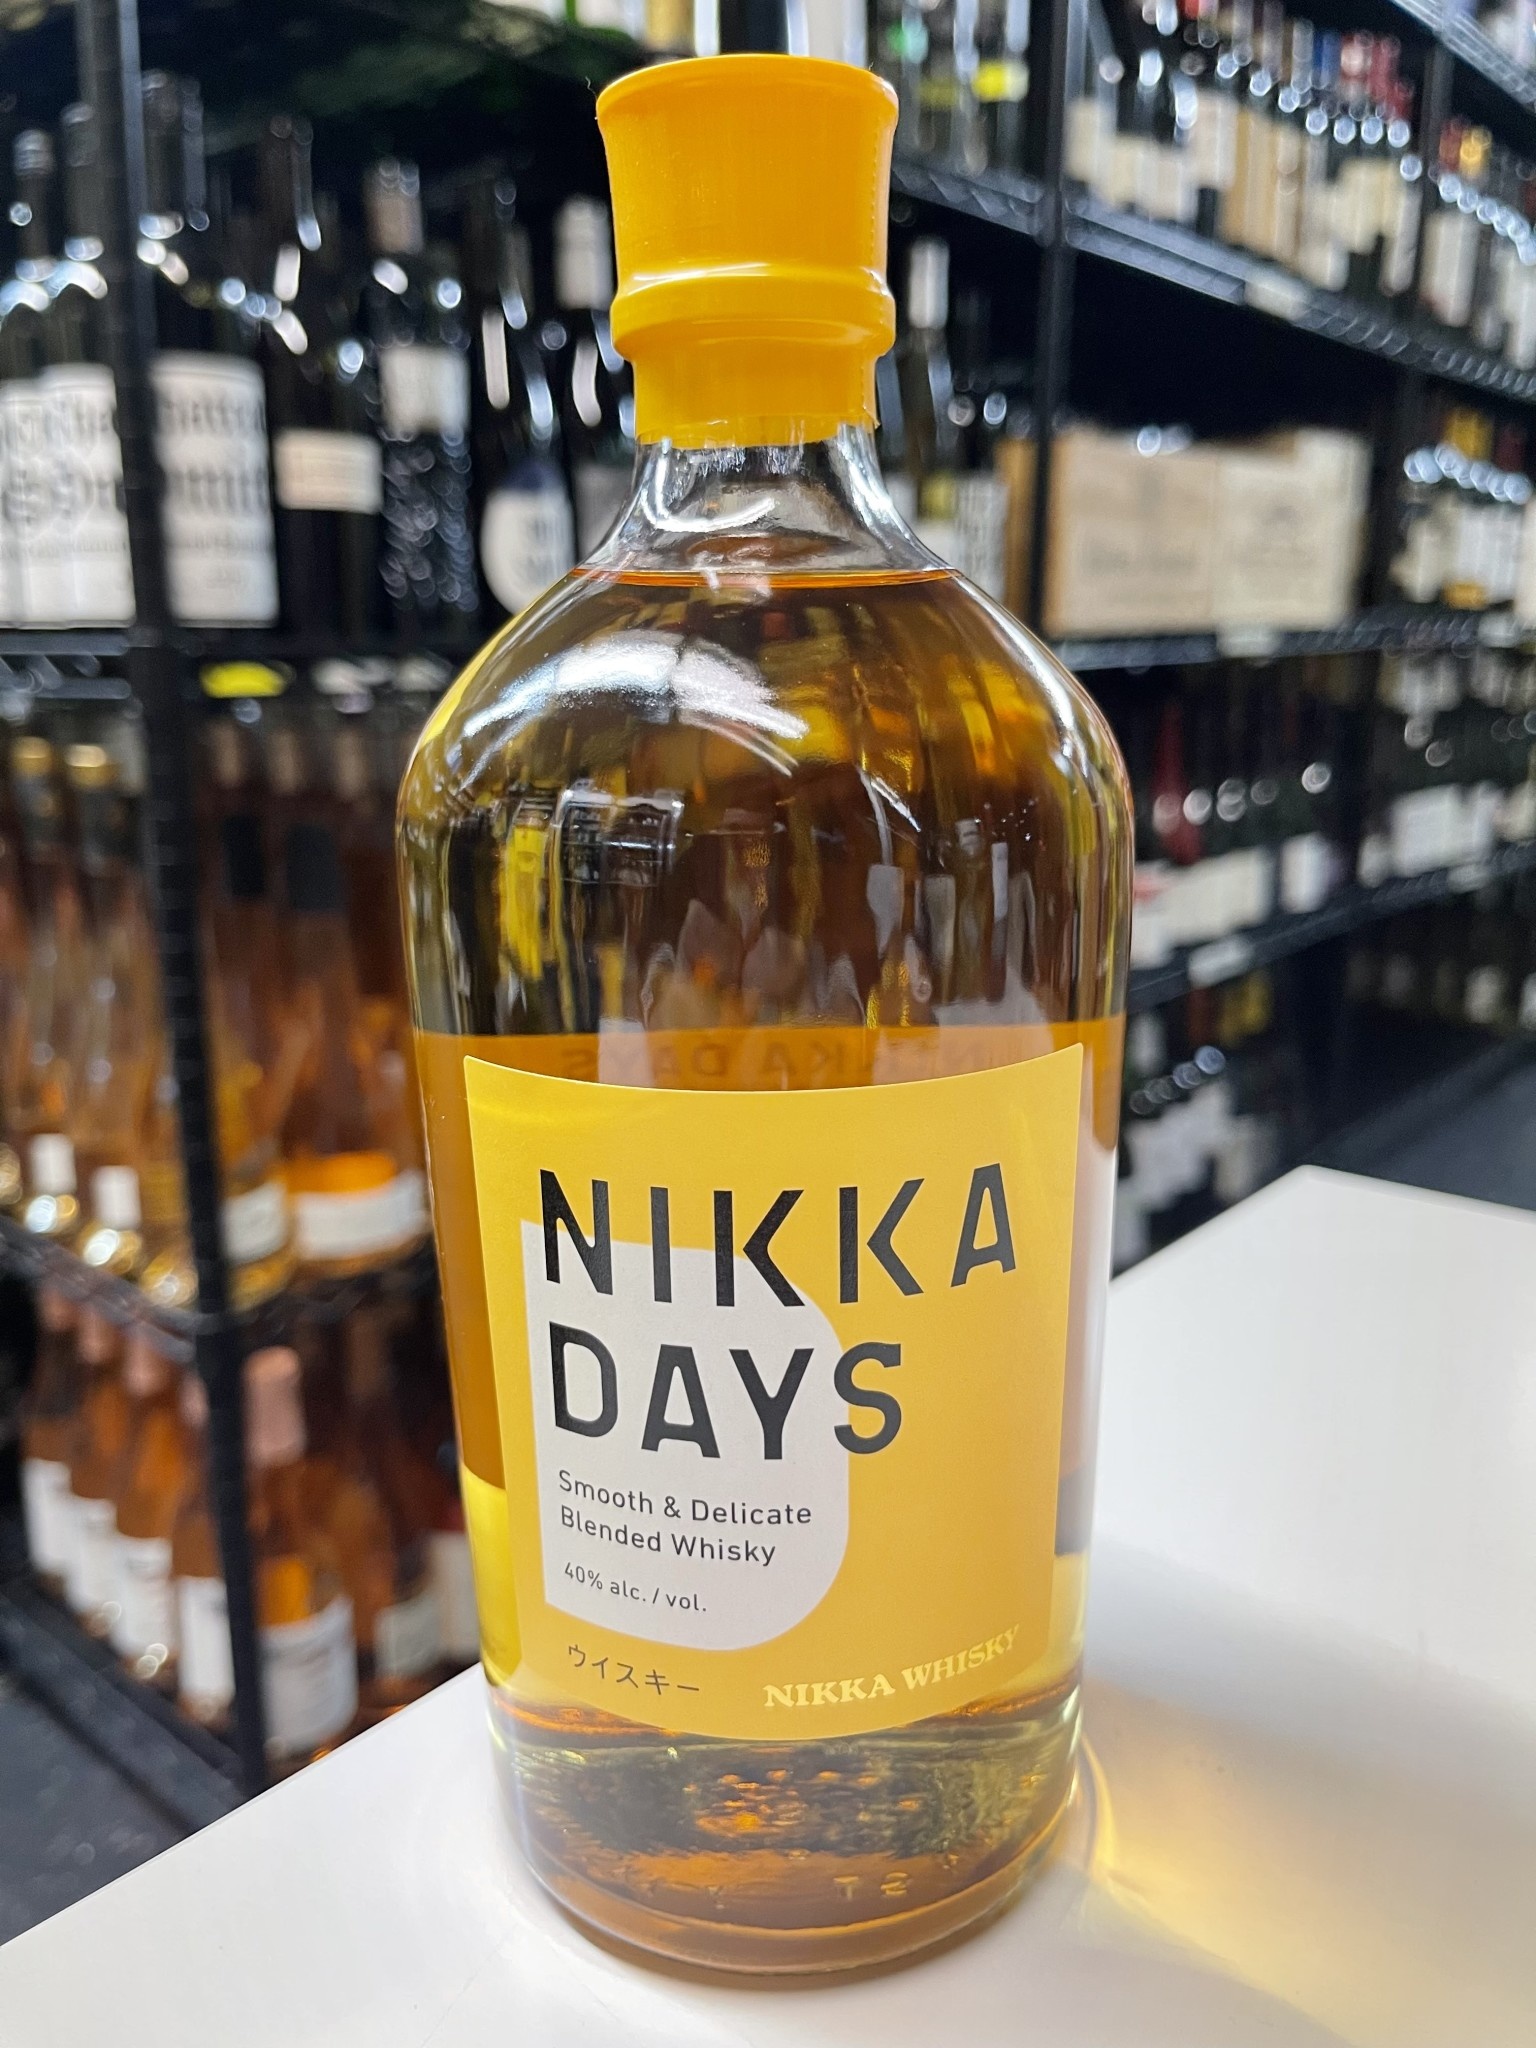 NIKKA
DAYS
Smooth & Delicate
Blended Whisky
40% alc. / vol.
ウイスキー
NIKKA WHISKY